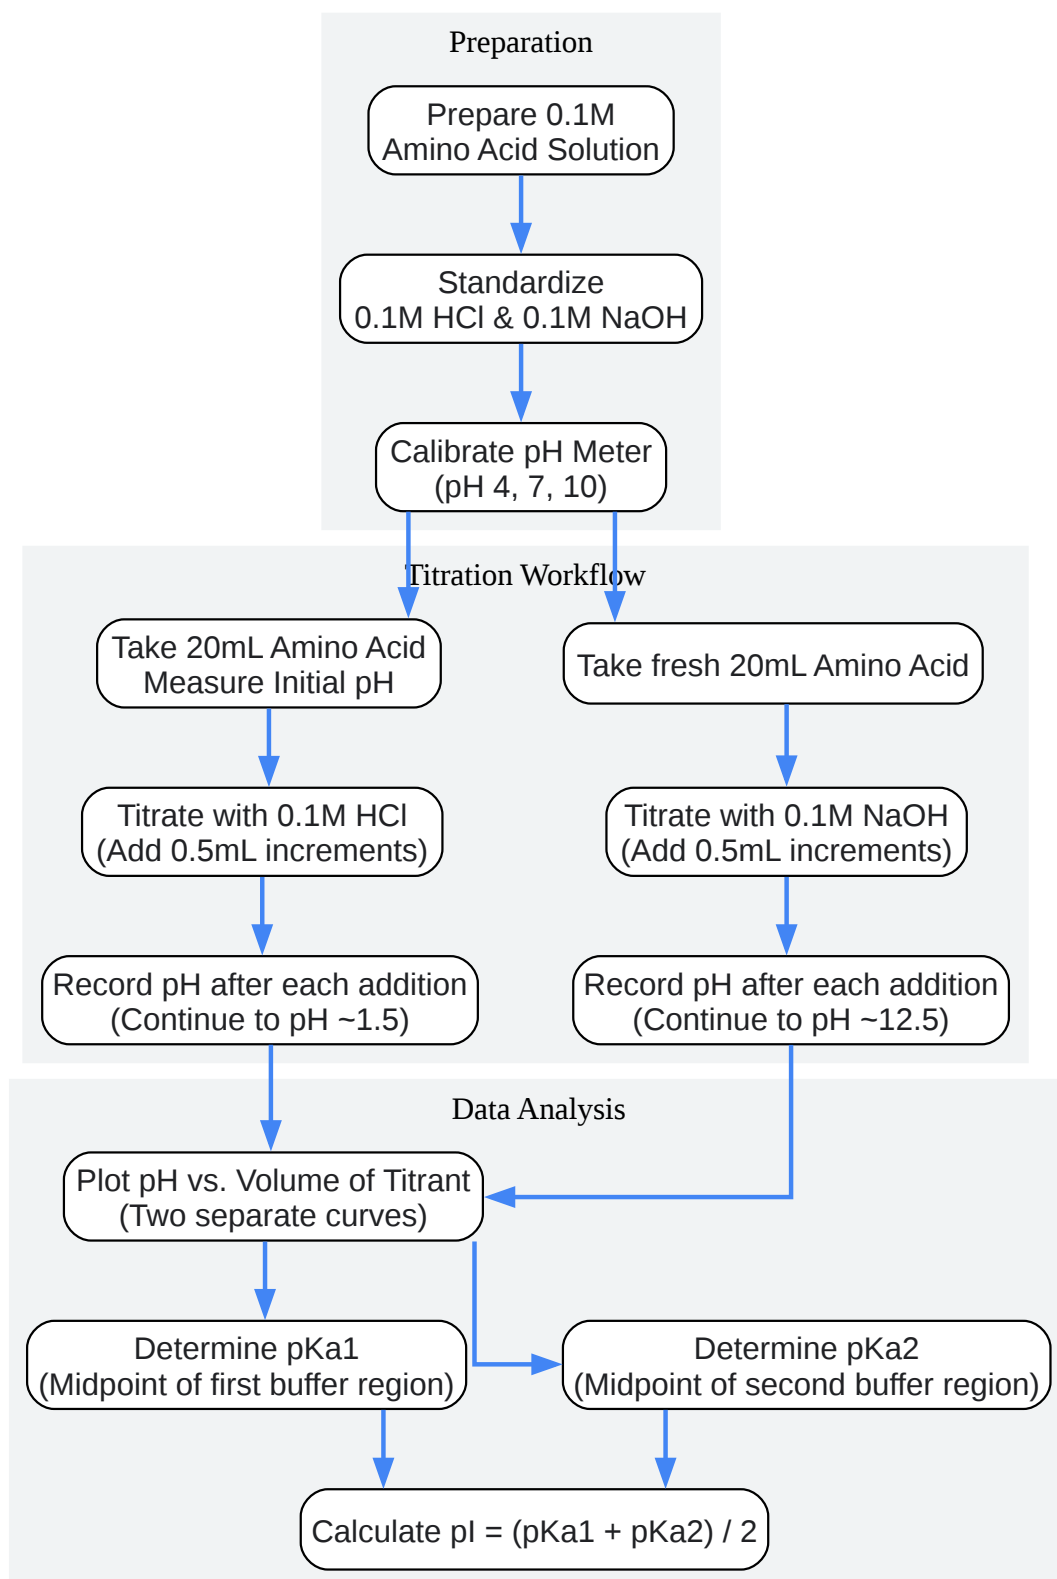 Preparation
Prepare 0.1M
Amino Acid Solution
Standardize
0.1M HCl & 0.1M NaOH
Calibrate pH Meter
(pH 4, 7, 10)
Titration Workflow
Take 20mL Amino Acid
Measure Initial pH
Take fresh 20mL Amino Acid
Titrate with 0.1M HCl
(Add 0.5mL increments)
Titrate with 0.1M NaOH
(Add 0.5mL increments)
Record pH after each addition
(Continue to pH ~1.5)
Record pH after each addition
(Continue to pH ~12.5)
Data Analysis
Plot pH vs. Volume of Titrant
(Two separate curves)
Determine pKa1
(Midpoint of first buffer region)
Determine pKa2
(Midpoint of second buffer region)
Calculate pI = (pKa1 + pKa2) / 2